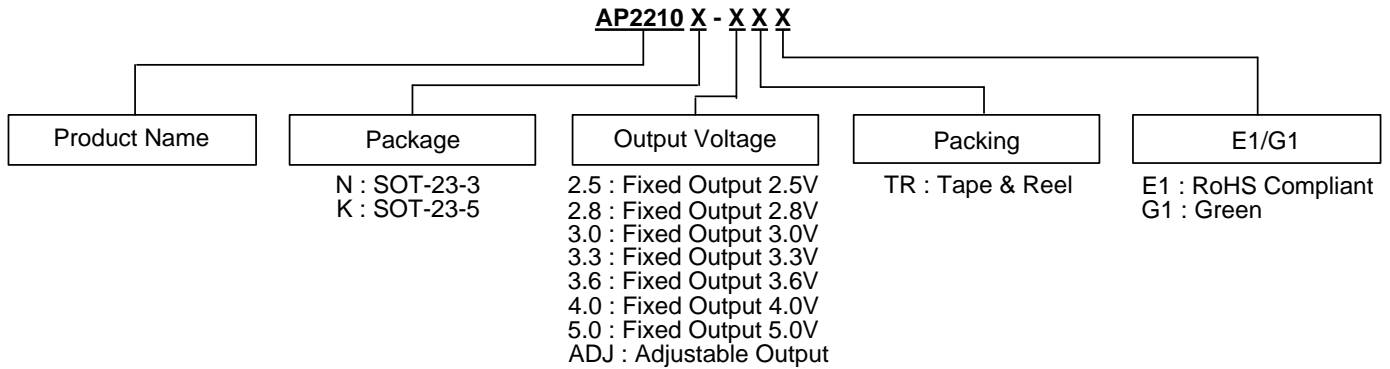 AP2210 X - X X X
Product Name
Package
N : SOT-23-3
K : SOT-23-5
Output Voltage
2.5 : Fixed Output 2.5V
2.8 : Fixed Output 2.8V
3.0 : Fixed Output 3.0V
3.3 : Fixed Output 3.3V
3.6 : Fixed Output 3.6V
4.0 : Fixed Output 4.0V
5.0 : Fixed Output 5.0V
ADJ : Adjustable Output
Packing
TR : Tape & Reel
E1/G1
E1 : RoHS Compliant
G1 : Green